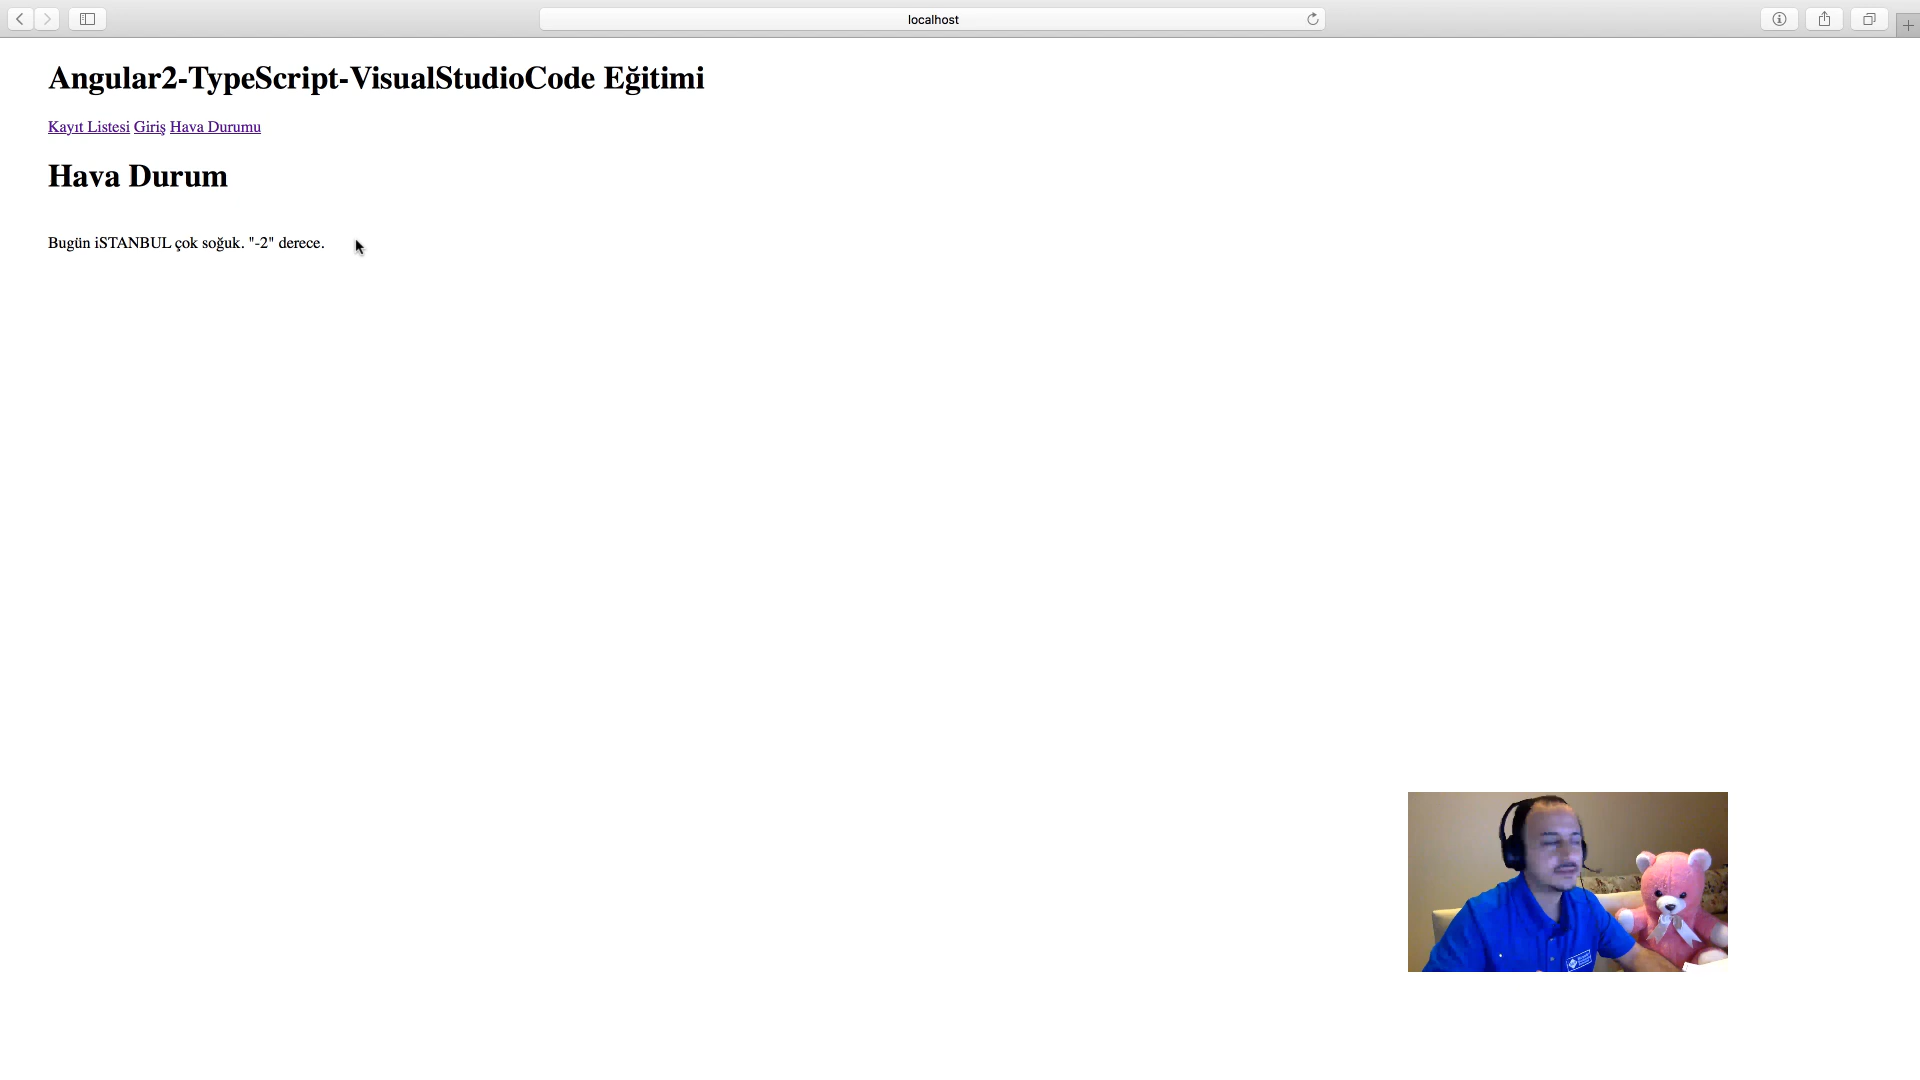 localhost
Angular2-TypeScript-VisualStudioCode Eğitimi
Kayıt Listesi Giriş Hava Durumu
Hava Durum
Bugün iSTANBUL çok soğuk. "-2" derece.